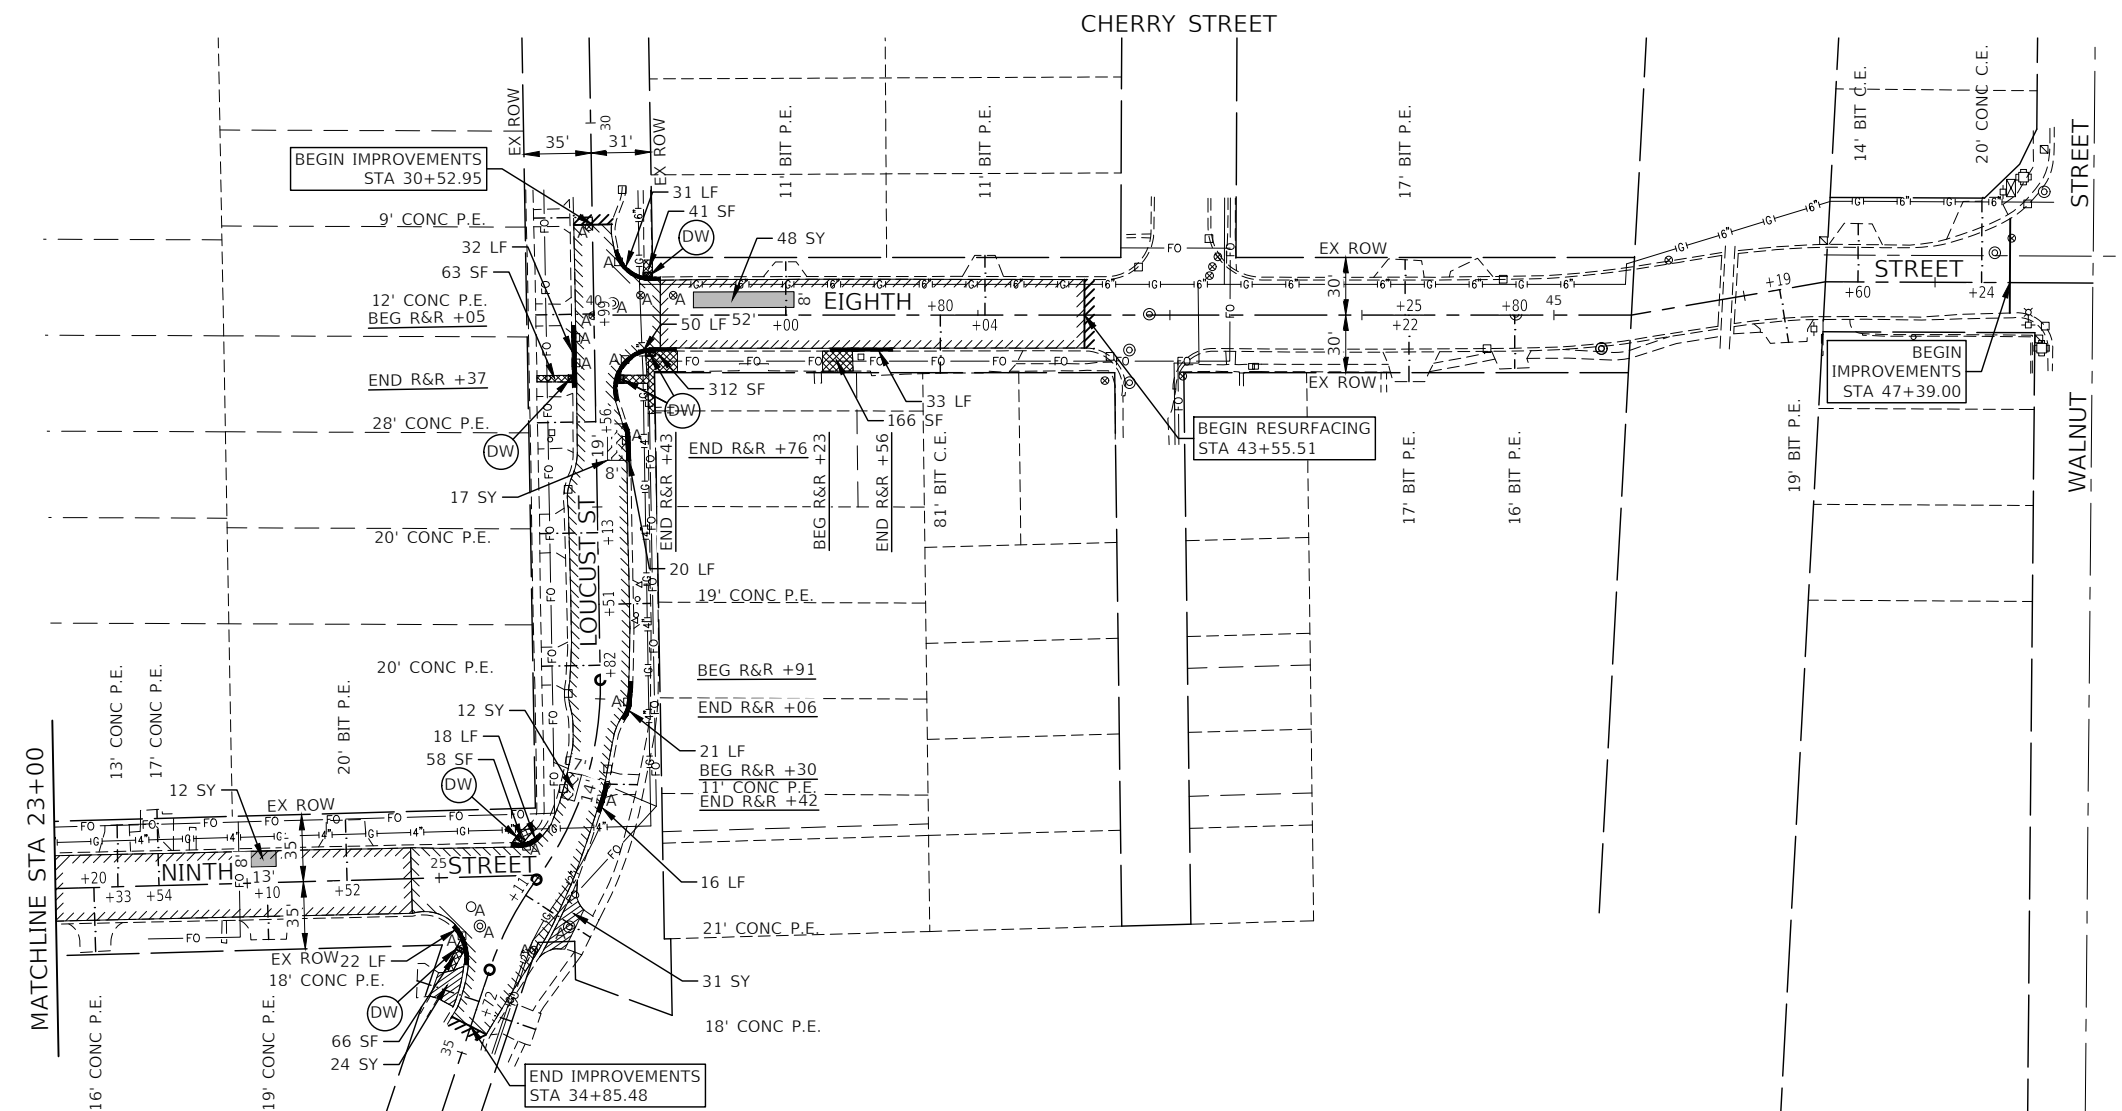 CHERRY STREET
EX ROW
35'
31'
30
EX ROW
11' BIT P.E.
11' BIT P.E.
17' BIT P.E.
14' BIT C.E.
20' CONC C.E.
STREET
WALNUT
BEGIN IMPROVEMENTS
STA 30+52.95
9' CONC P.E.
32 LF
63 SF
12' CONC P.E.
BEG R&R +05
END R&R +37
28' CONC P.E.
DW
17 SY
20' CONC P.E.
20' CONC P.E.
31 LF
41 SF
DW
48 SY
8'
52'
EIGHTH
+80
+00
+04
40
+99
50 LF
312 SF
DW
33 LF
166 SF
END R&R +43
END R&R +76
BEG R&R +23
END R&R +56
81' BIT C.E.
BEGIN RESURFACING
STA 43+55.51
EX ROW
30'
30'
EX ROW
+25
+22
+80
45
17' BIT P.E.
16' BIT P.E.
19' BIT P.E.
+19
STREET
+60
+24
BEGIN
IMPROVEMENTS
STA 47+39.00
+56
19'
8'
+13
+51
+82
LOUCUST ST
20 LF
19' CONC P.E.
BEG R&R +91
END R&R +06
21 LF
BEG R&R +30
11' CONC P.E.
END R&R +42
12 SY
18 LF
58 SF
DW
7'
14'
16 LF
21' CONC P.E.
31 SY
18' CONC P.E.
MATCHLINE STA 23+00
13' CONC P.E.
17' CONC P.E.
20' BIT P.E.
12 SY
EX ROW
35'
35'
EX ROW
NINTH
STREET
8'
+13'
25
+20
+33
+54
+10
+52
+11
+72
22 LF
18' CONC P.E.
DW
66 SF
24 SY
16' CONC P.E.
19' CONC P.E.
35
END IMPROVEMENTS
STA 34+85.48